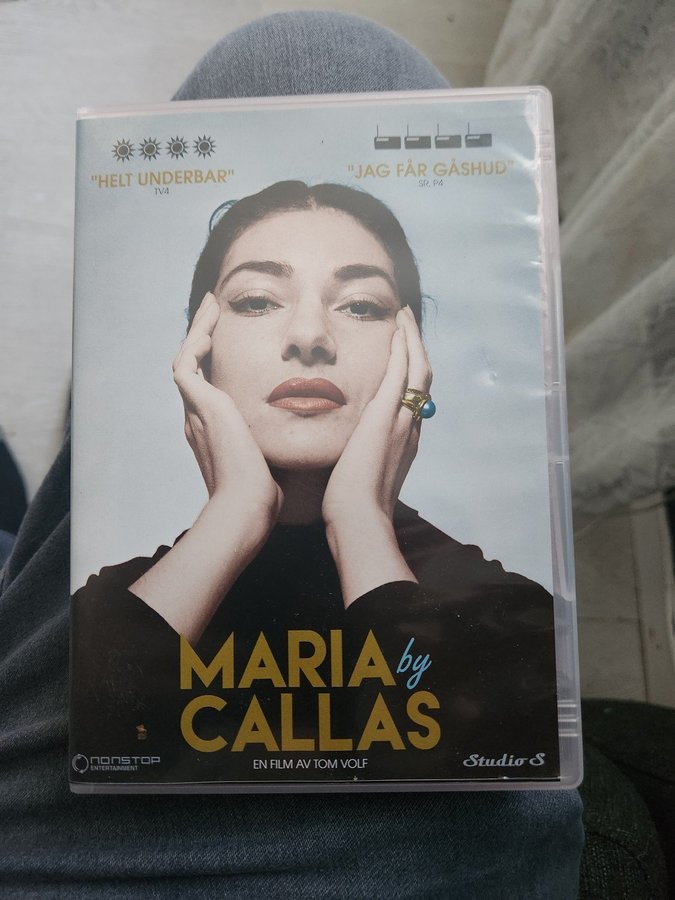 "HELT UNDERBAR"
TV4
"JAG FÅR GÅSHUD"
SR, P4
MARIA by
CALLAS
EN FILM AV TOM VOLF
NONSTOP
ENTERTAINMENT
Studio S